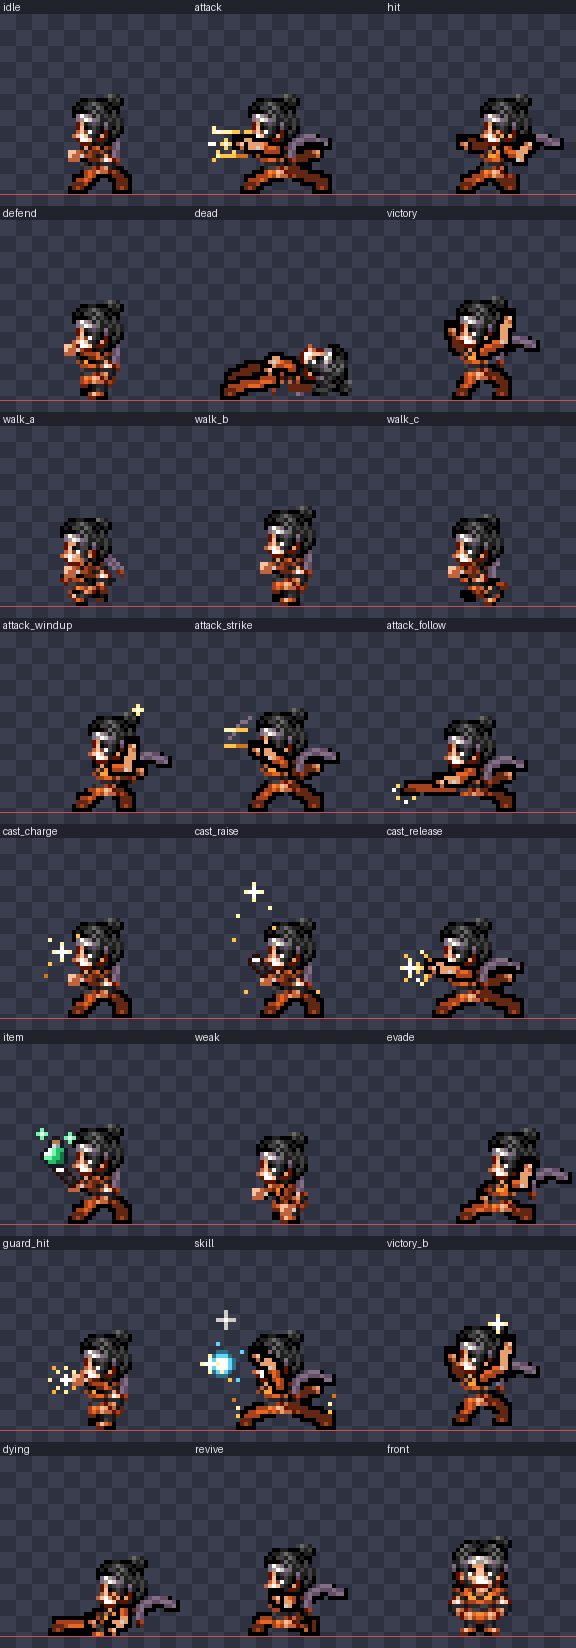 idle attack hit
defend dead victory
walk_a walk_b walk_c
attack_windup attack_strike attack_follow
cast_charge cast_raise cast_release
item weak evade
guard_hit skill victory_b
dying revive front